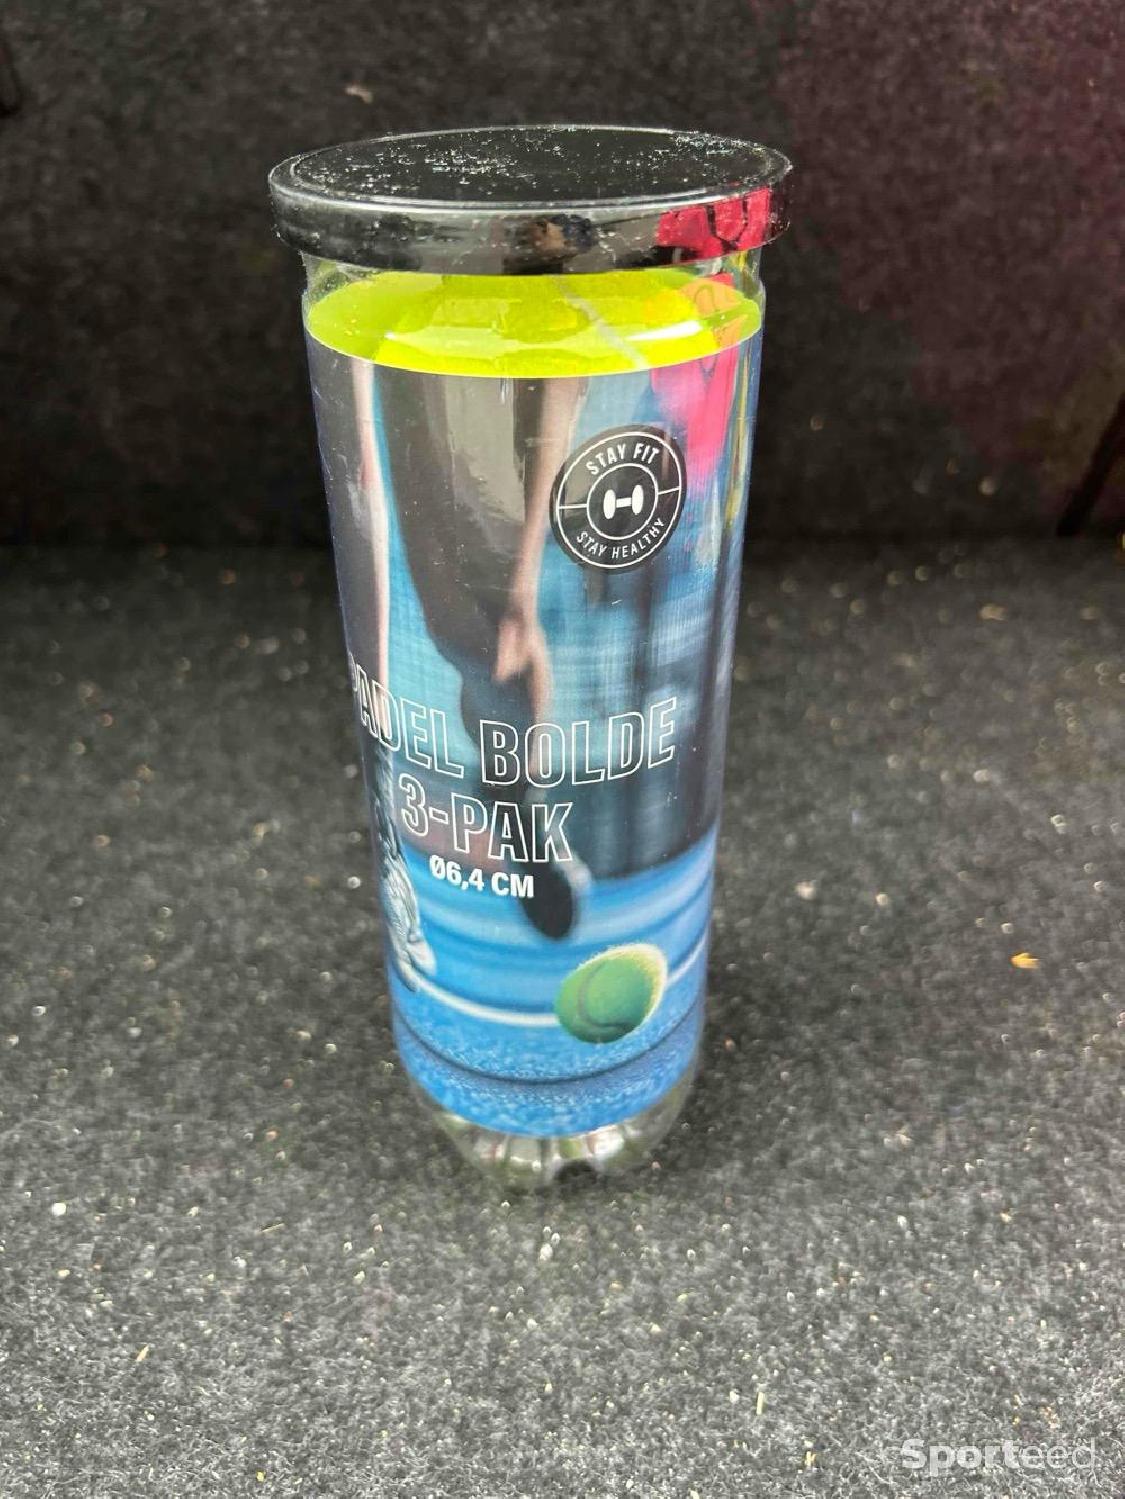 STAY FIT
STAY HEALTHY
PADEL BOLDE
3-PAK
Ø6,4 CM
Sporteed